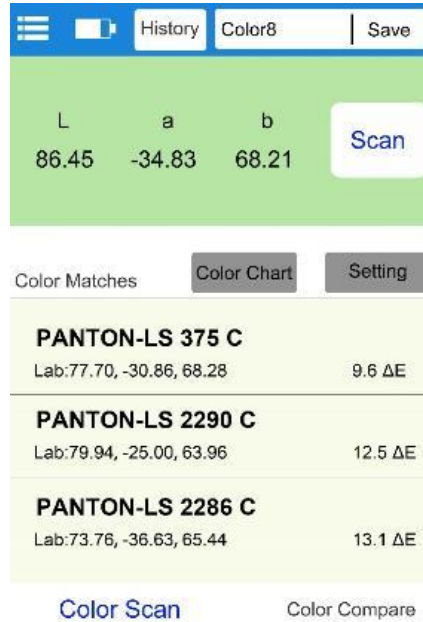 History Color8 Save
L a b
86.45 -34.83 68.21
Scan
Color Matches Color Chart Setting
PANTON-LS 375 C
Lab:77.70, -30.86, 68.28 9.6 ΔE
PANTON-LS 2290 C
Lab:79.94, -25.00, 63.96 12.5 ΔE
PANTON-LS 2286 C
Lab:73.76, -36.63, 65.44 13.1 ΔE
Color Scan Color Compare